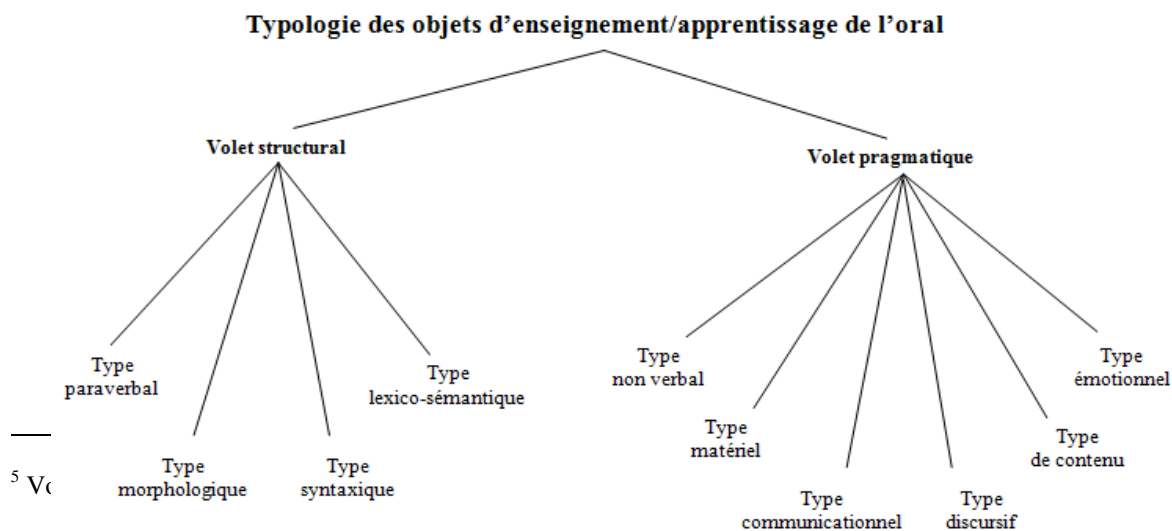 Typologie des objets d'enseignement/apprentissage de l'oral
Volet structural
Volet pragmatique
Type
paraverbal
Type
morphologique
Type
syntaxique
Type
lexico-sémantique
Type
non verbal
Type
matériel
Type
communicationnel
Type
discursif
Type
de contenu
Type
émotionnel
5